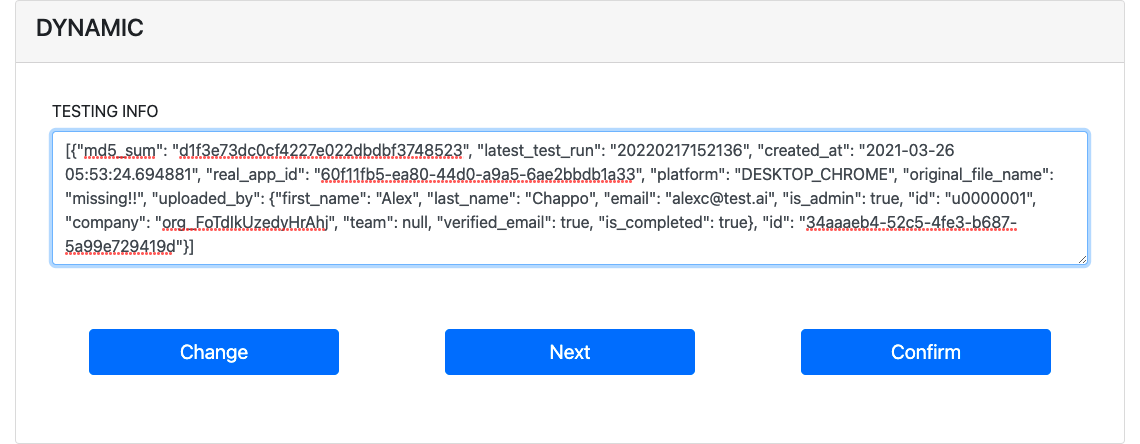 DYNAMIC
TESTING INFO
[{"md5_sum": "d1f3e73dc0cf4227e022dbdbf3748523", "latest_test_run": "20220217152136", "created_at": "2021-03-26
05:53:24.694881", "real_app_id": "60f11fb5-ea80-44d0-a9a5-6ae2bbdb1a33", "platform": "DESKTOP_CHROME", "original_file_name":
"missing!!", "uploaded_by": {"first_name": "Alex", "last_name": "Chappo", "email": "alexc@test.ai", "is_admin": true, "id": "u0000001",
"company": "org_FoTdIkUzedyHrAhj", "team": null, "verified_email": true, "is_completed": true}, "id": "34aaaeb4-52c5-4fe3-b687-
5a99e729419d"}]
Change
Next
Confirm